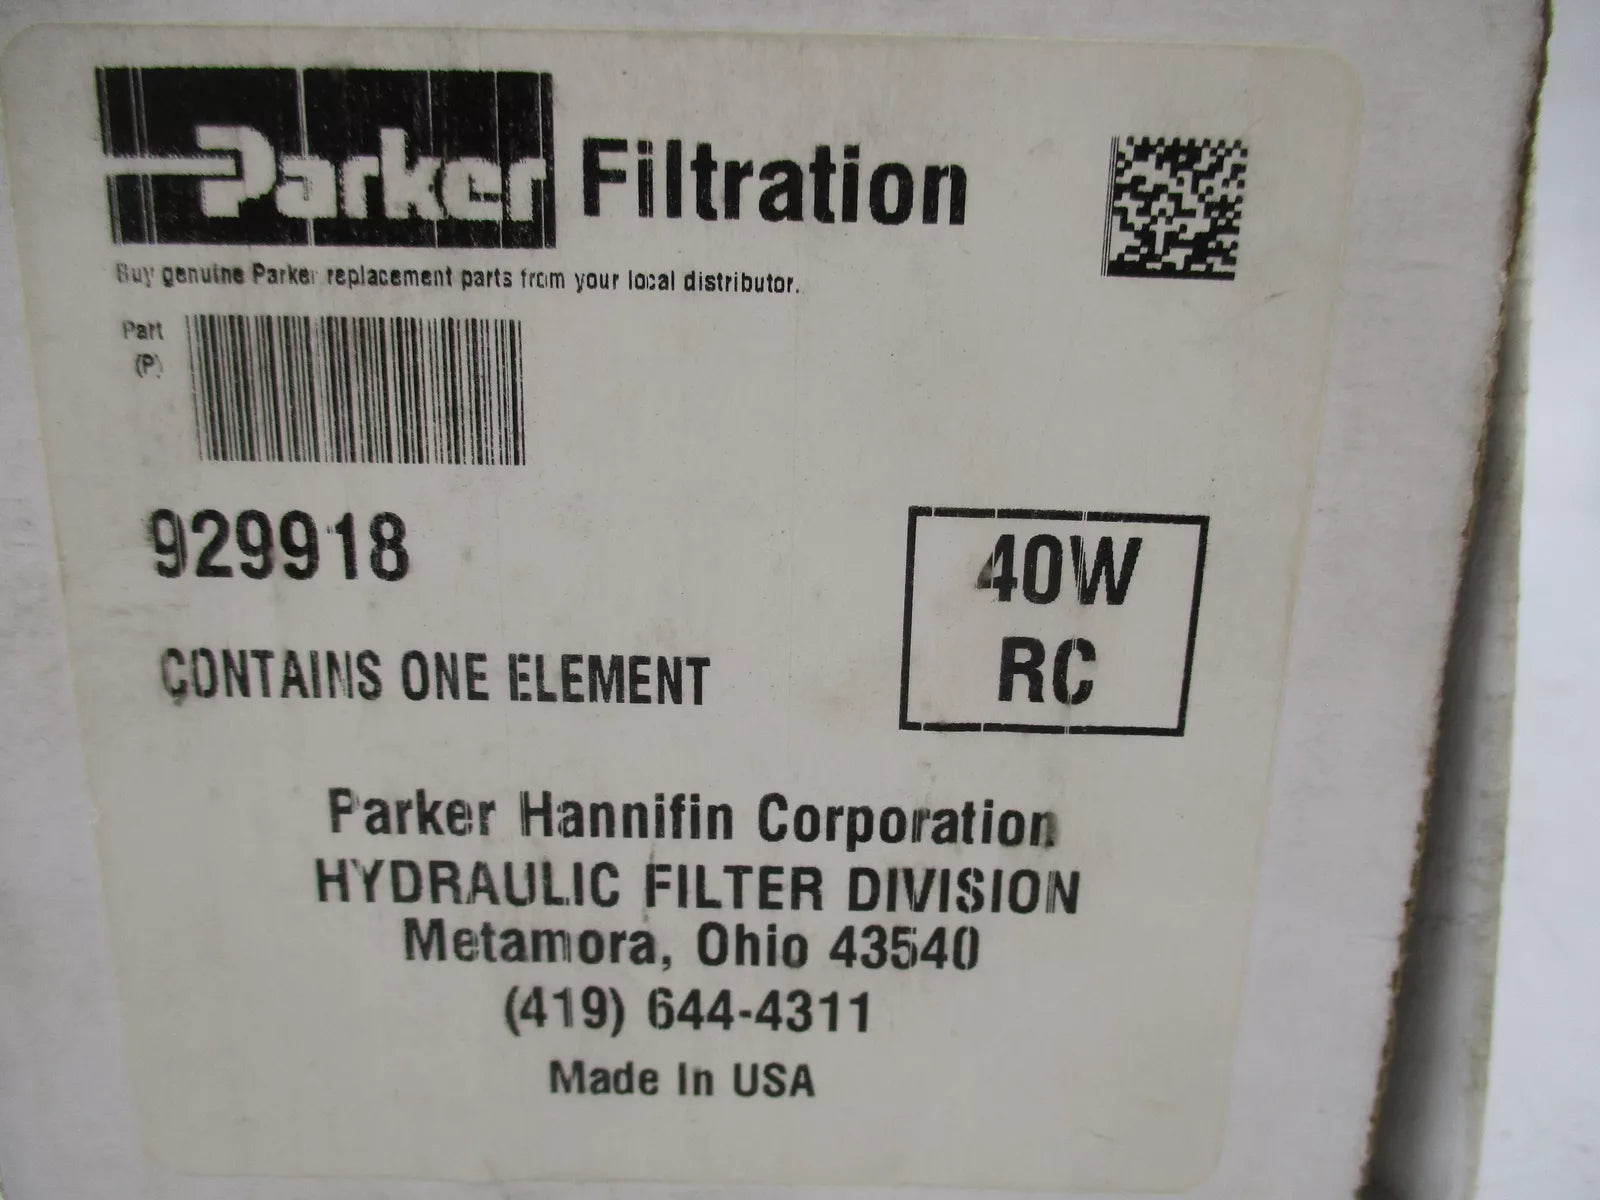 Parker Filtration
Buy genuine Parker replacement parts from your local distributor.
Part
(P)
929918
40W
RC
CONTAINS ONE ELEMENT
Parker Hannifin Corporation
HYDRAULIC FILTER DIVISION
Metamora, Ohio 43540
(419) 644-4311
Made In USA